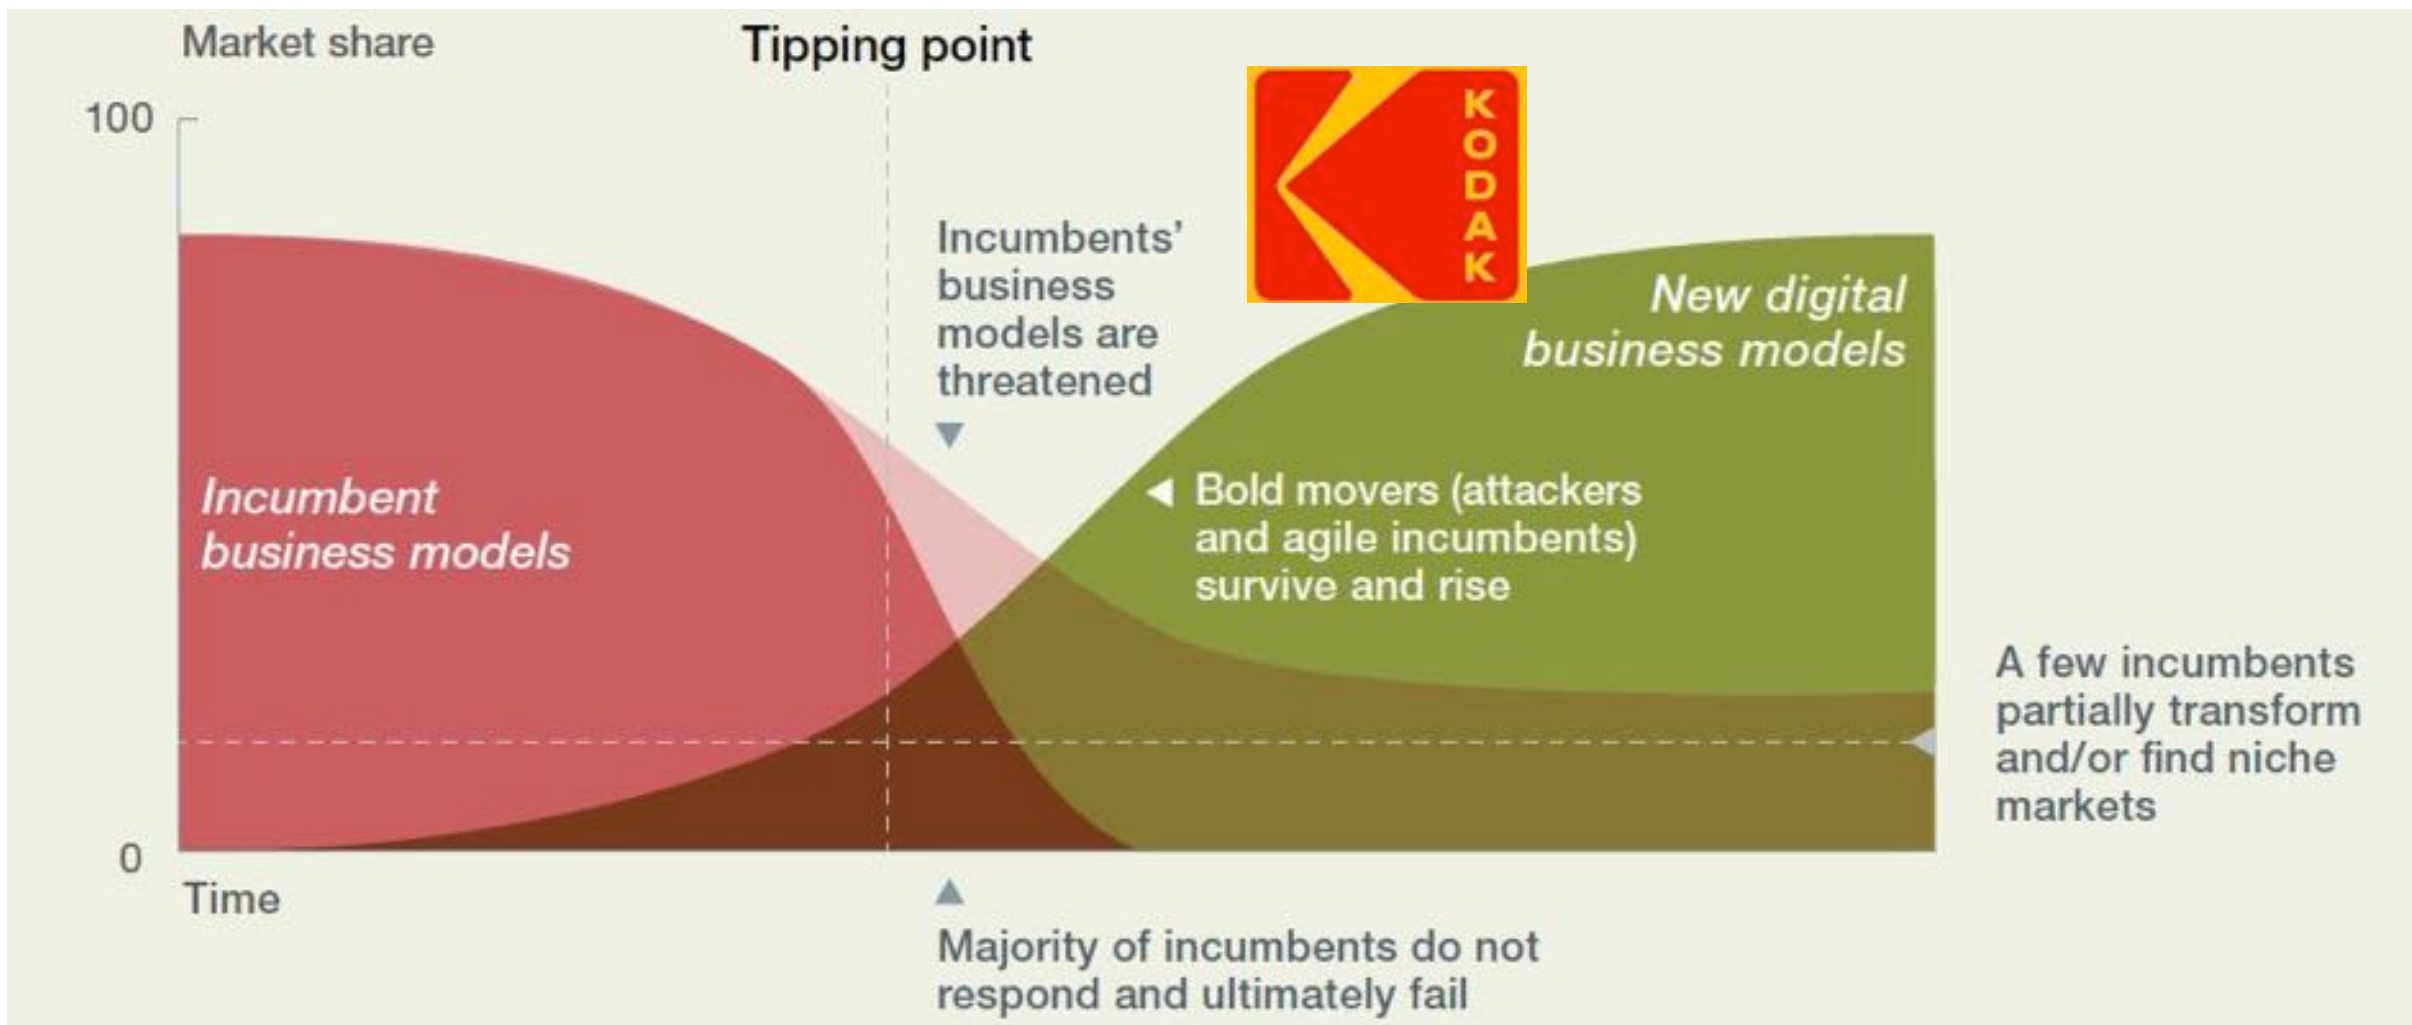 Market share
Tipping point
100
KODAK
Incumbents’
business
models are
threatened
New digital
business models
Incumbent
business models
Bold movers (attackers
and agile incumbents)
survive and rise
A few incumbents
partially transform
and/or find niche
markets
0
Time
Majority of incumbents do not
respond and ultimately fail